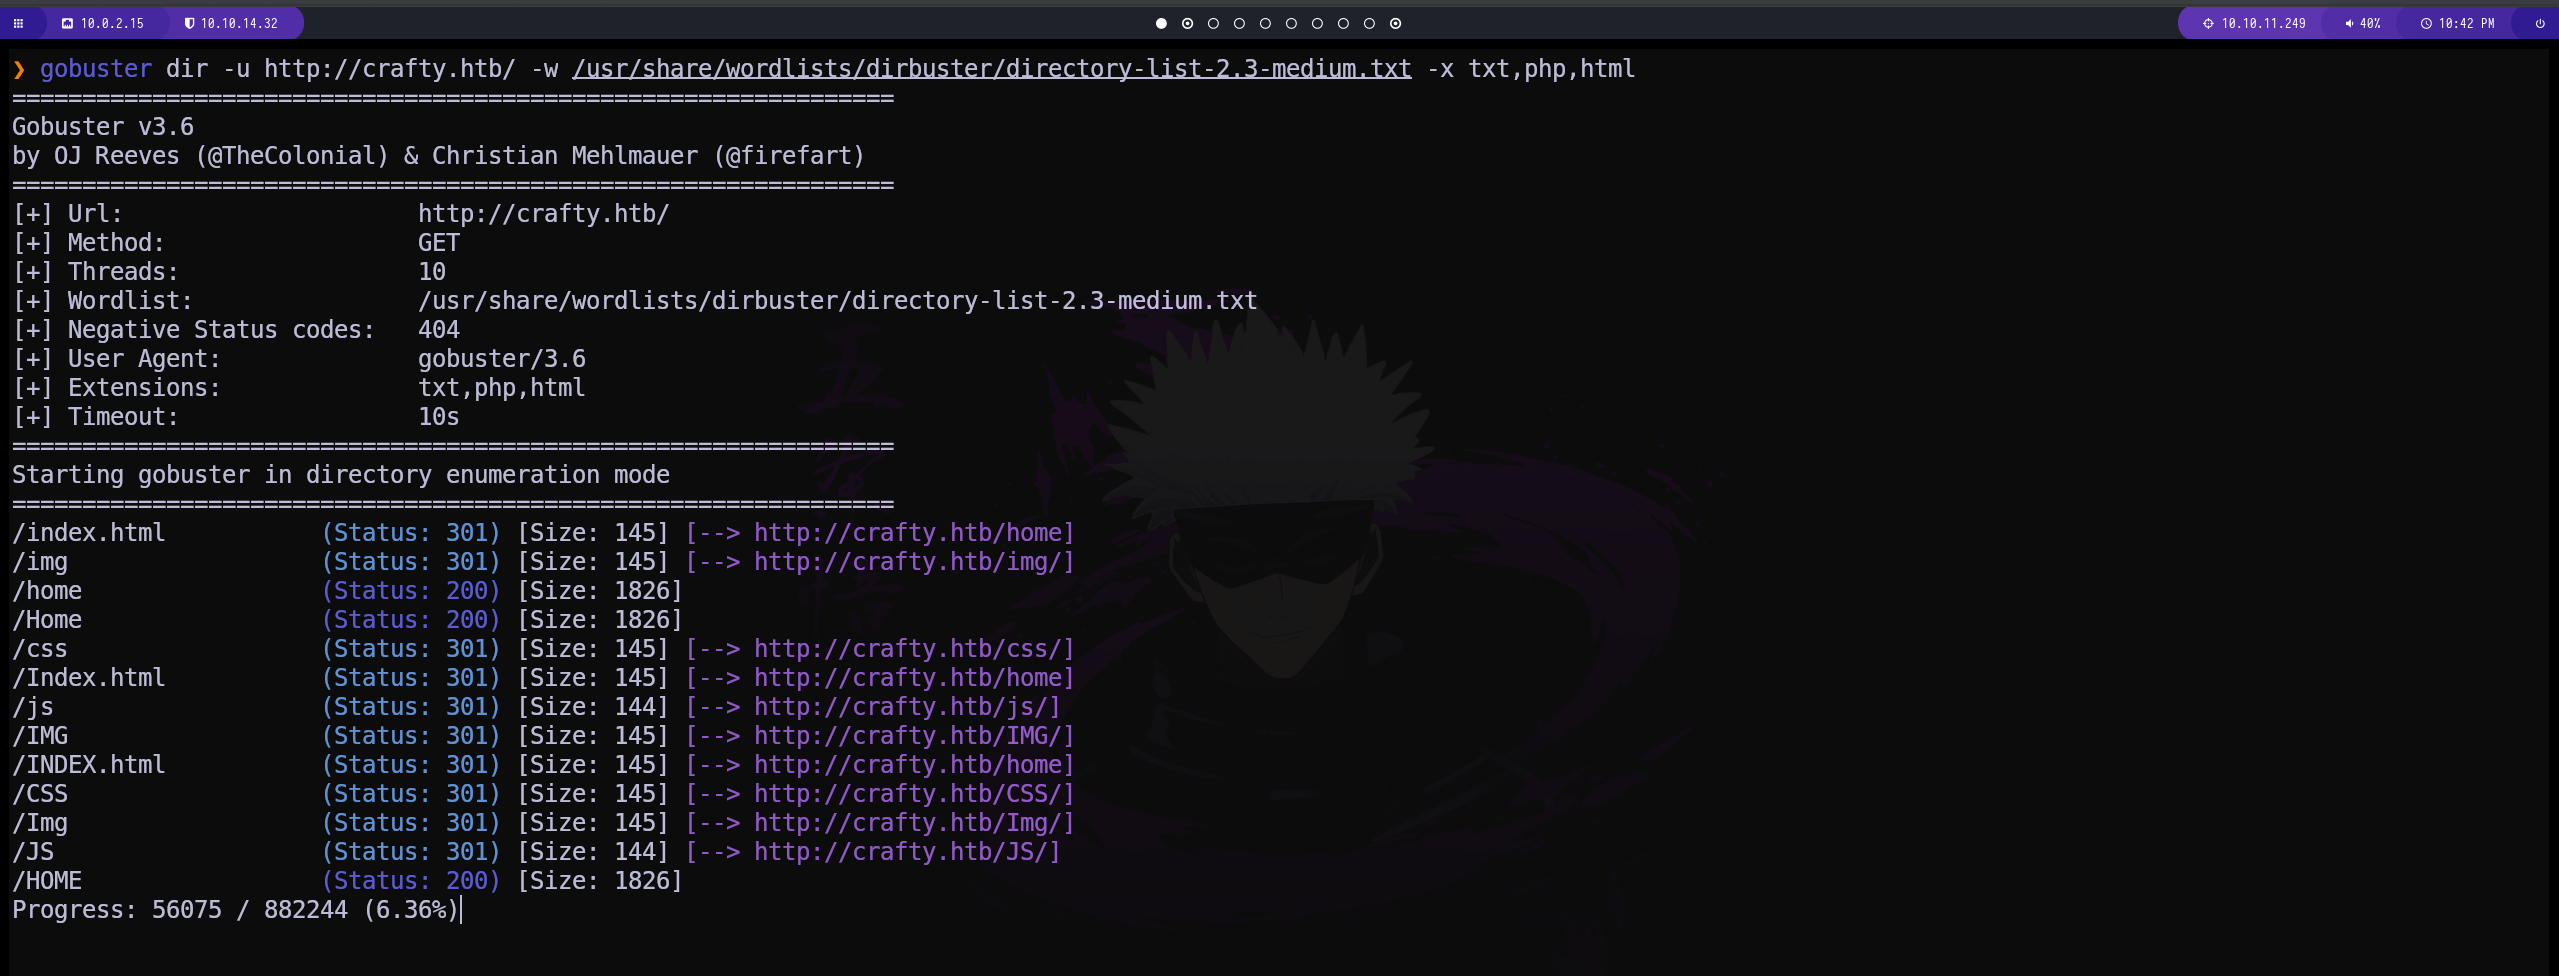 10.0.2.15 10.10.14.32 10.10.11.249 40% 10:42 PM
❯ gobuster dir -u http://crafty.htb/ -w /usr/share/wordlists/dirbuster/directory-list-2.3-medium.txt -x txt,php,html
===============================================================
Gobuster v3.6
by OJ Reeves (@TheColonial) & Christian Mehlmauer (@firefart)
===============================================================
[+] Url:                     http://crafty.htb/
[+] Method:                  GET
[+] Threads:                 10
[+] Wordlist:                /usr/share/wordlists/dirbuster/directory-list-2.3-medium.txt
[+] Negative Status codes:   404
[+] User Agent:              gobuster/3.6
[+] Extensions:              txt,php,html
[+] Timeout:                 10s
===============================================================
Starting gobuster in directory enumeration mode
===============================================================
/index.html           (Status: 301) [Size: 145] [--> http://crafty.htb/home]
/img                  (Status: 301) [Size: 145] [--> http://crafty.htb/img/]
/home                 (Status: 200) [Size: 1826]
/Home                 (Status: 200) [Size: 1826]
/css                  (Status: 301) [Size: 145] [--> http://crafty.htb/css/]
/Index.html           (Status: 301) [Size: 145] [--> http://crafty.htb/home]
/js                   (Status: 301) [Size: 144] [--> http://crafty.htb/js/]
/IMG                  (Status: 301) [Size: 145] [--> http://crafty.htb/IMG/]
/INDEX.html           (Status: 301) [Size: 145] [--> http://crafty.htb/home]
/CSS                  (Status: 301) [Size: 145] [--> http://crafty.htb/CSS/]
/Img                  (Status: 301) [Size: 145] [--> http://crafty.htb/Img/]
/JS                   (Status: 301) [Size: 144] [--> http://crafty.htb/JS/]
/HOME                 (Status: 200) [Size: 1826]
Progress: 56075 / 882244 (6.36%)